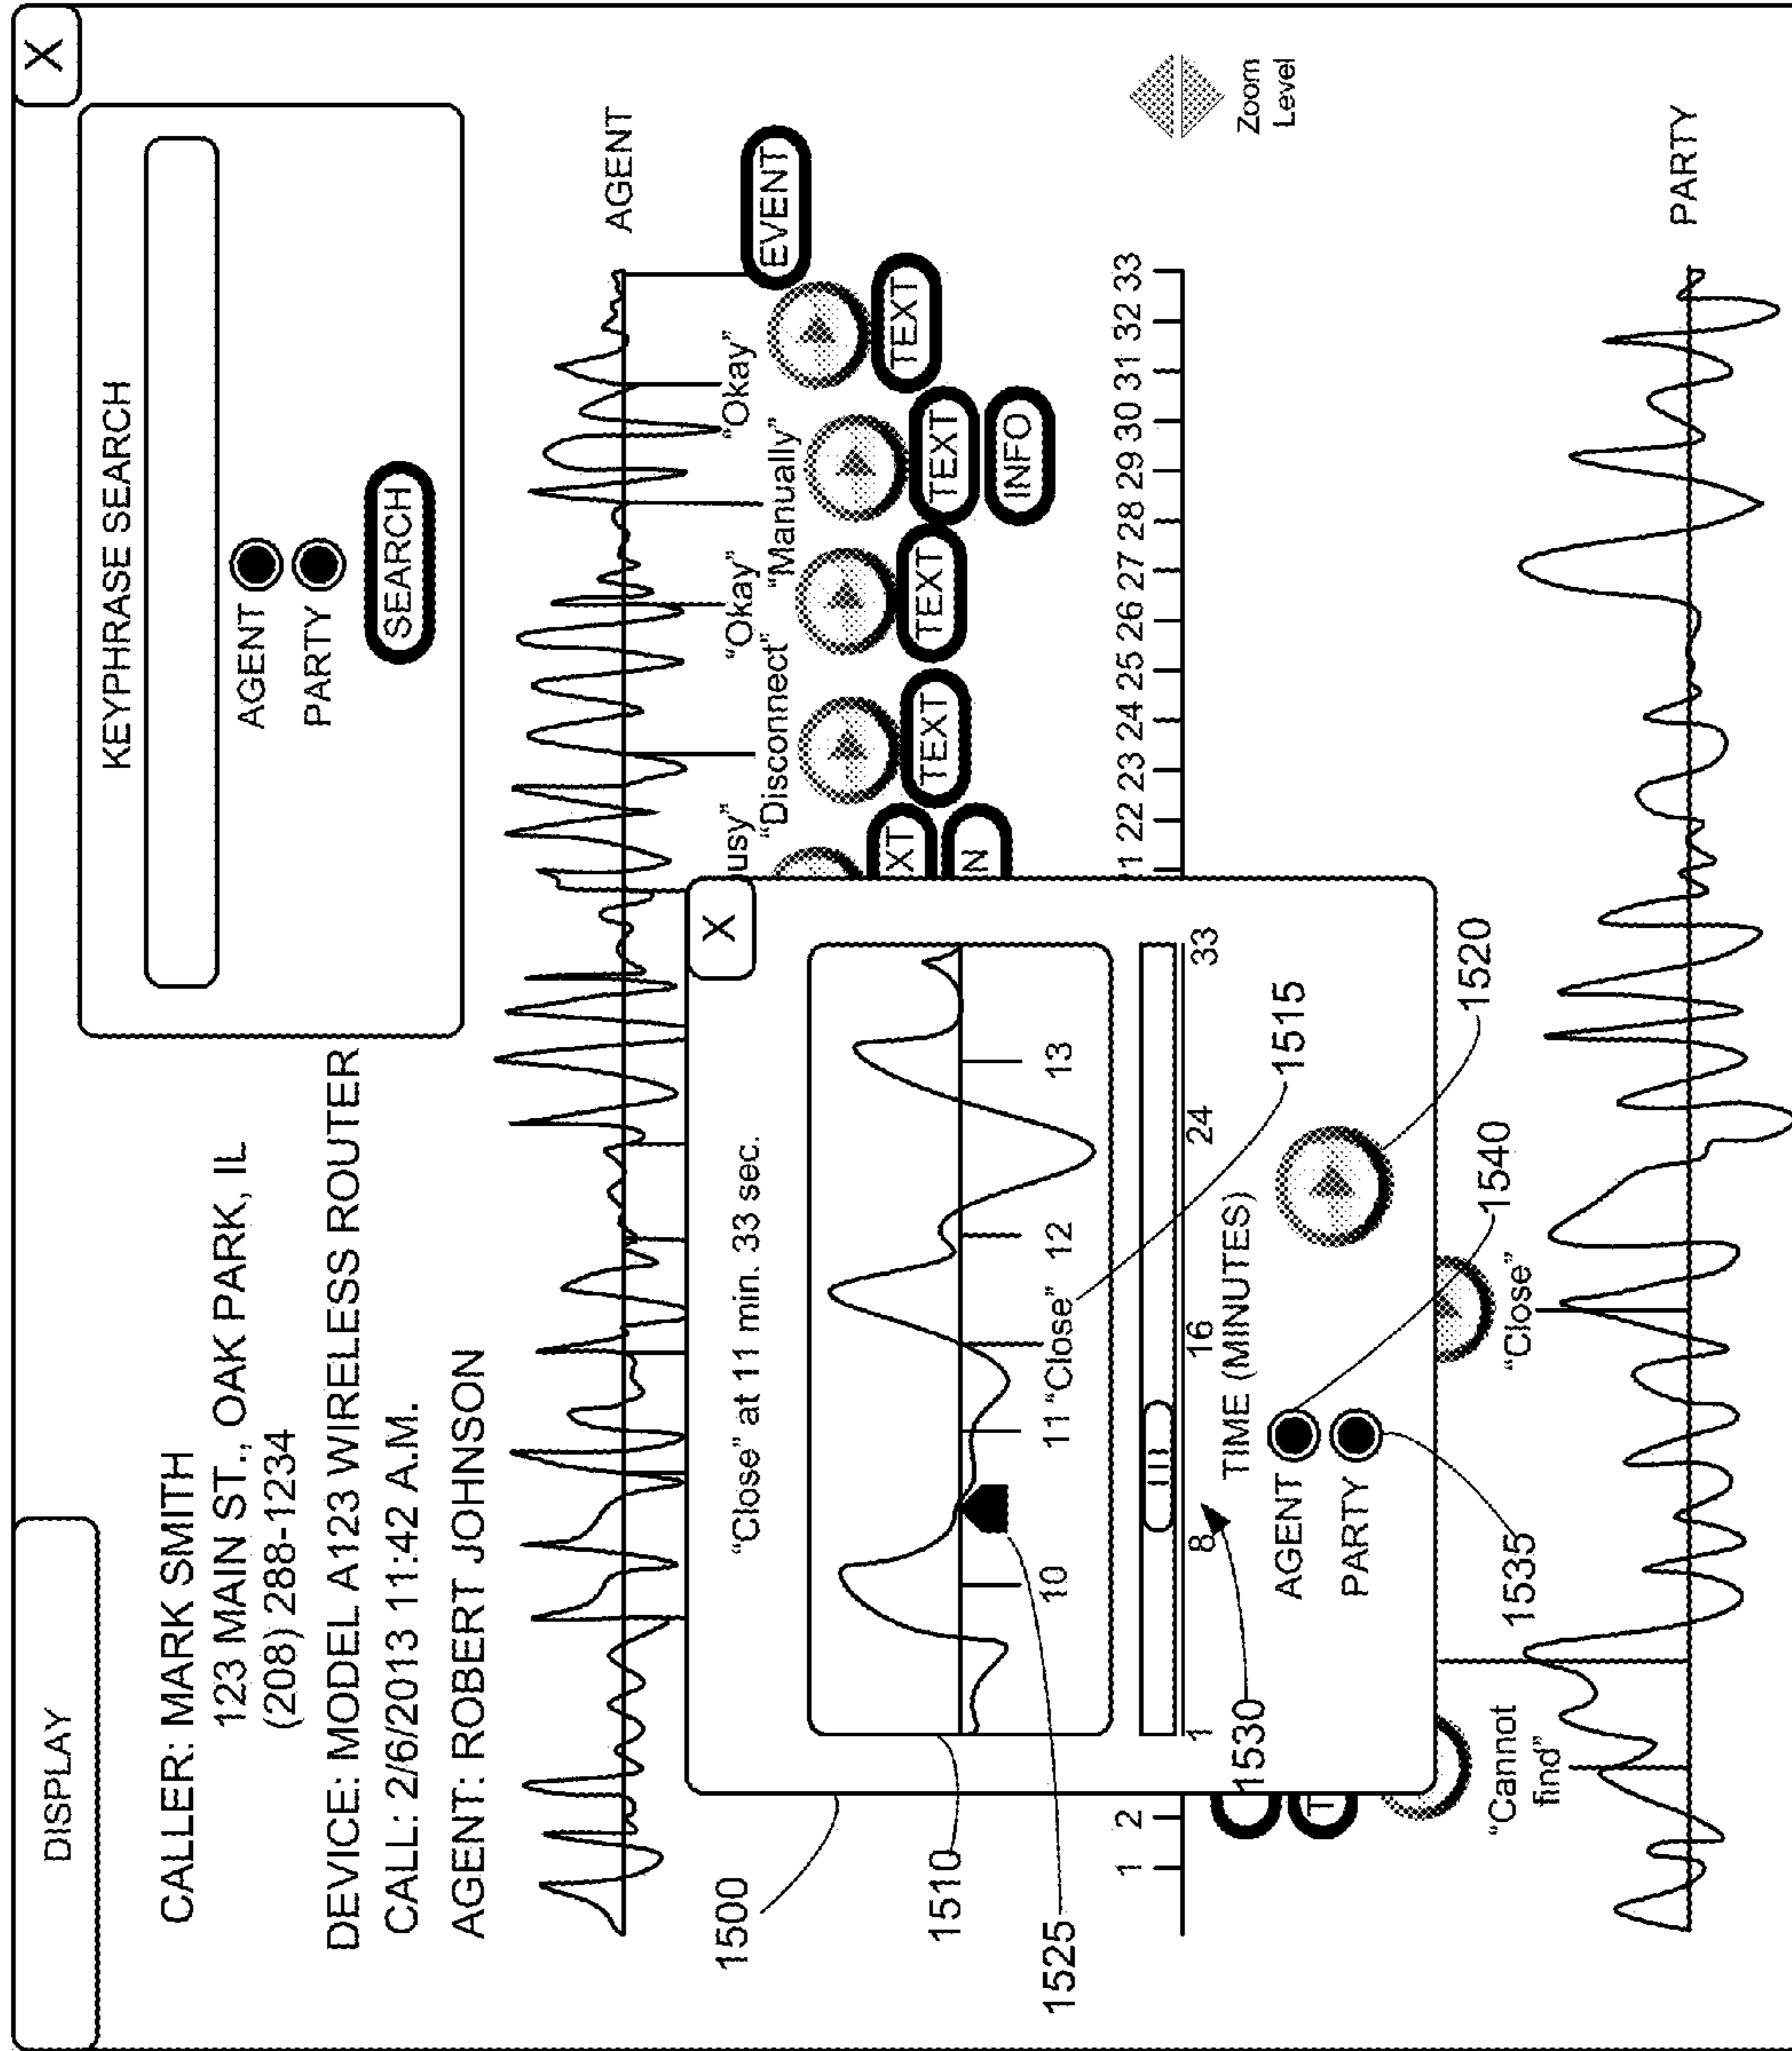 DISPLAY
X
CALLER: MARK SMITH
123 MAIN ST., OAK PARK, IL
(208) 288-1234
DEVICE: MODEL A123 WIRELESS ROUTER
CALL: 2/6/2013 11:42 A.M.
AGENT: ROBERT JOHNSON
KEYPHRASE SEARCH
AGENT
PARTY
SEARCH
AGENT
EVENT
usy”
“Disconnect”
“Okay”
“Manually”
“Okay”
XT
TEXT
TEXT
TEXT
TEXT
N
INFO
1500
X
“Close” at 11 min. 33 sec.
1510
10
11
“Close”
12
13
1515
1525
1
8
16
24
33
TIME (MINUTES)
1530
AGENT
PARTY
1535
1540
1520
1 2
1 22 23 24 25 26 27 28 29 30 31 32 33
Zoom
Level
T
“Cannot
find”
“Close”
PARTY